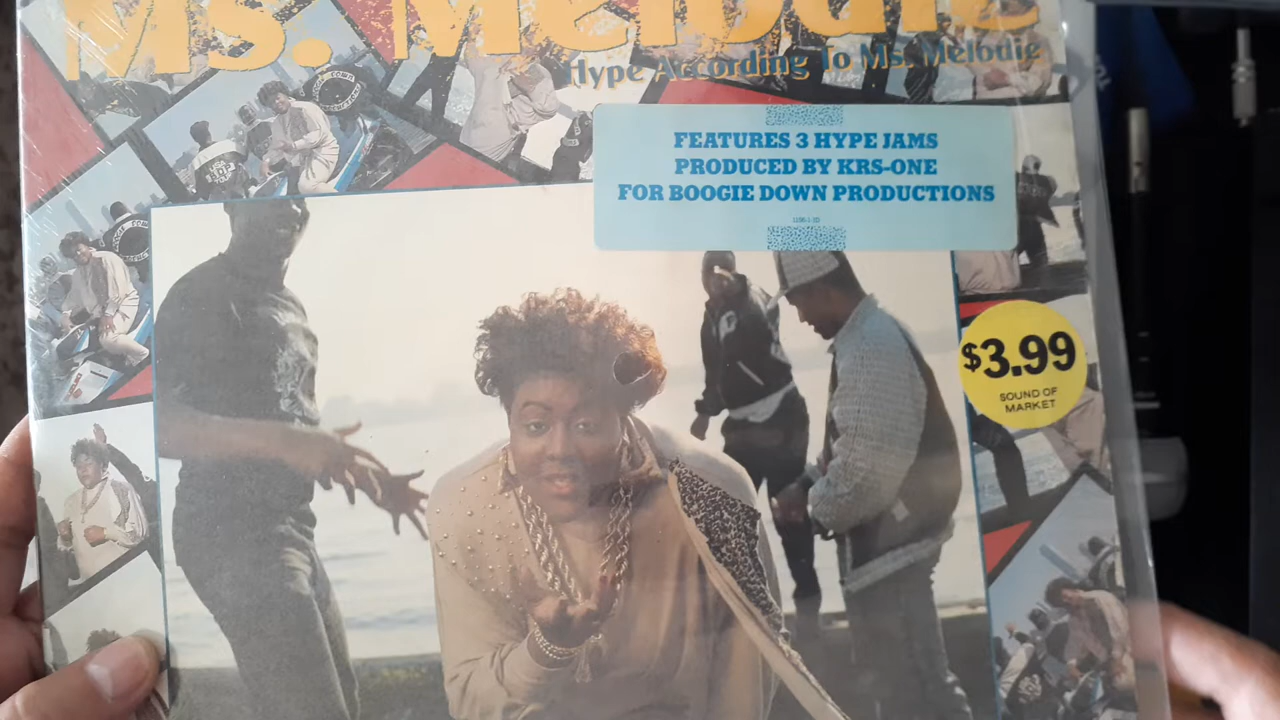 Ms. Melodie
Hype According To Ms. Melodie
FEATURES 3 HYPE JAMS
PRODUCED BY KRS-ONE
FOR BOOGIE DOWN PRODUCTIONS
$3.99
SOUND OF
MARKET